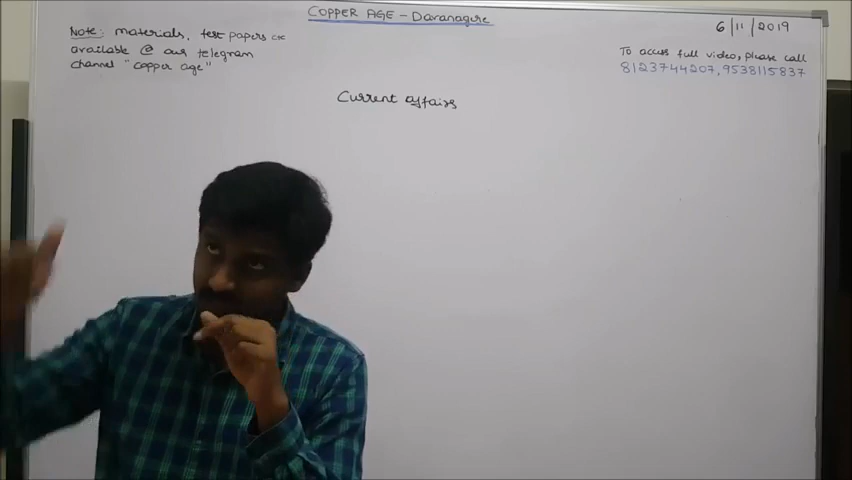 COPPER AGE - Davanagere
6/11/2019
Note: materials, test papers etc
available @ our telegram
channel "copper age"
To access full video, please call
8123744207, 9538115837
Current affairs